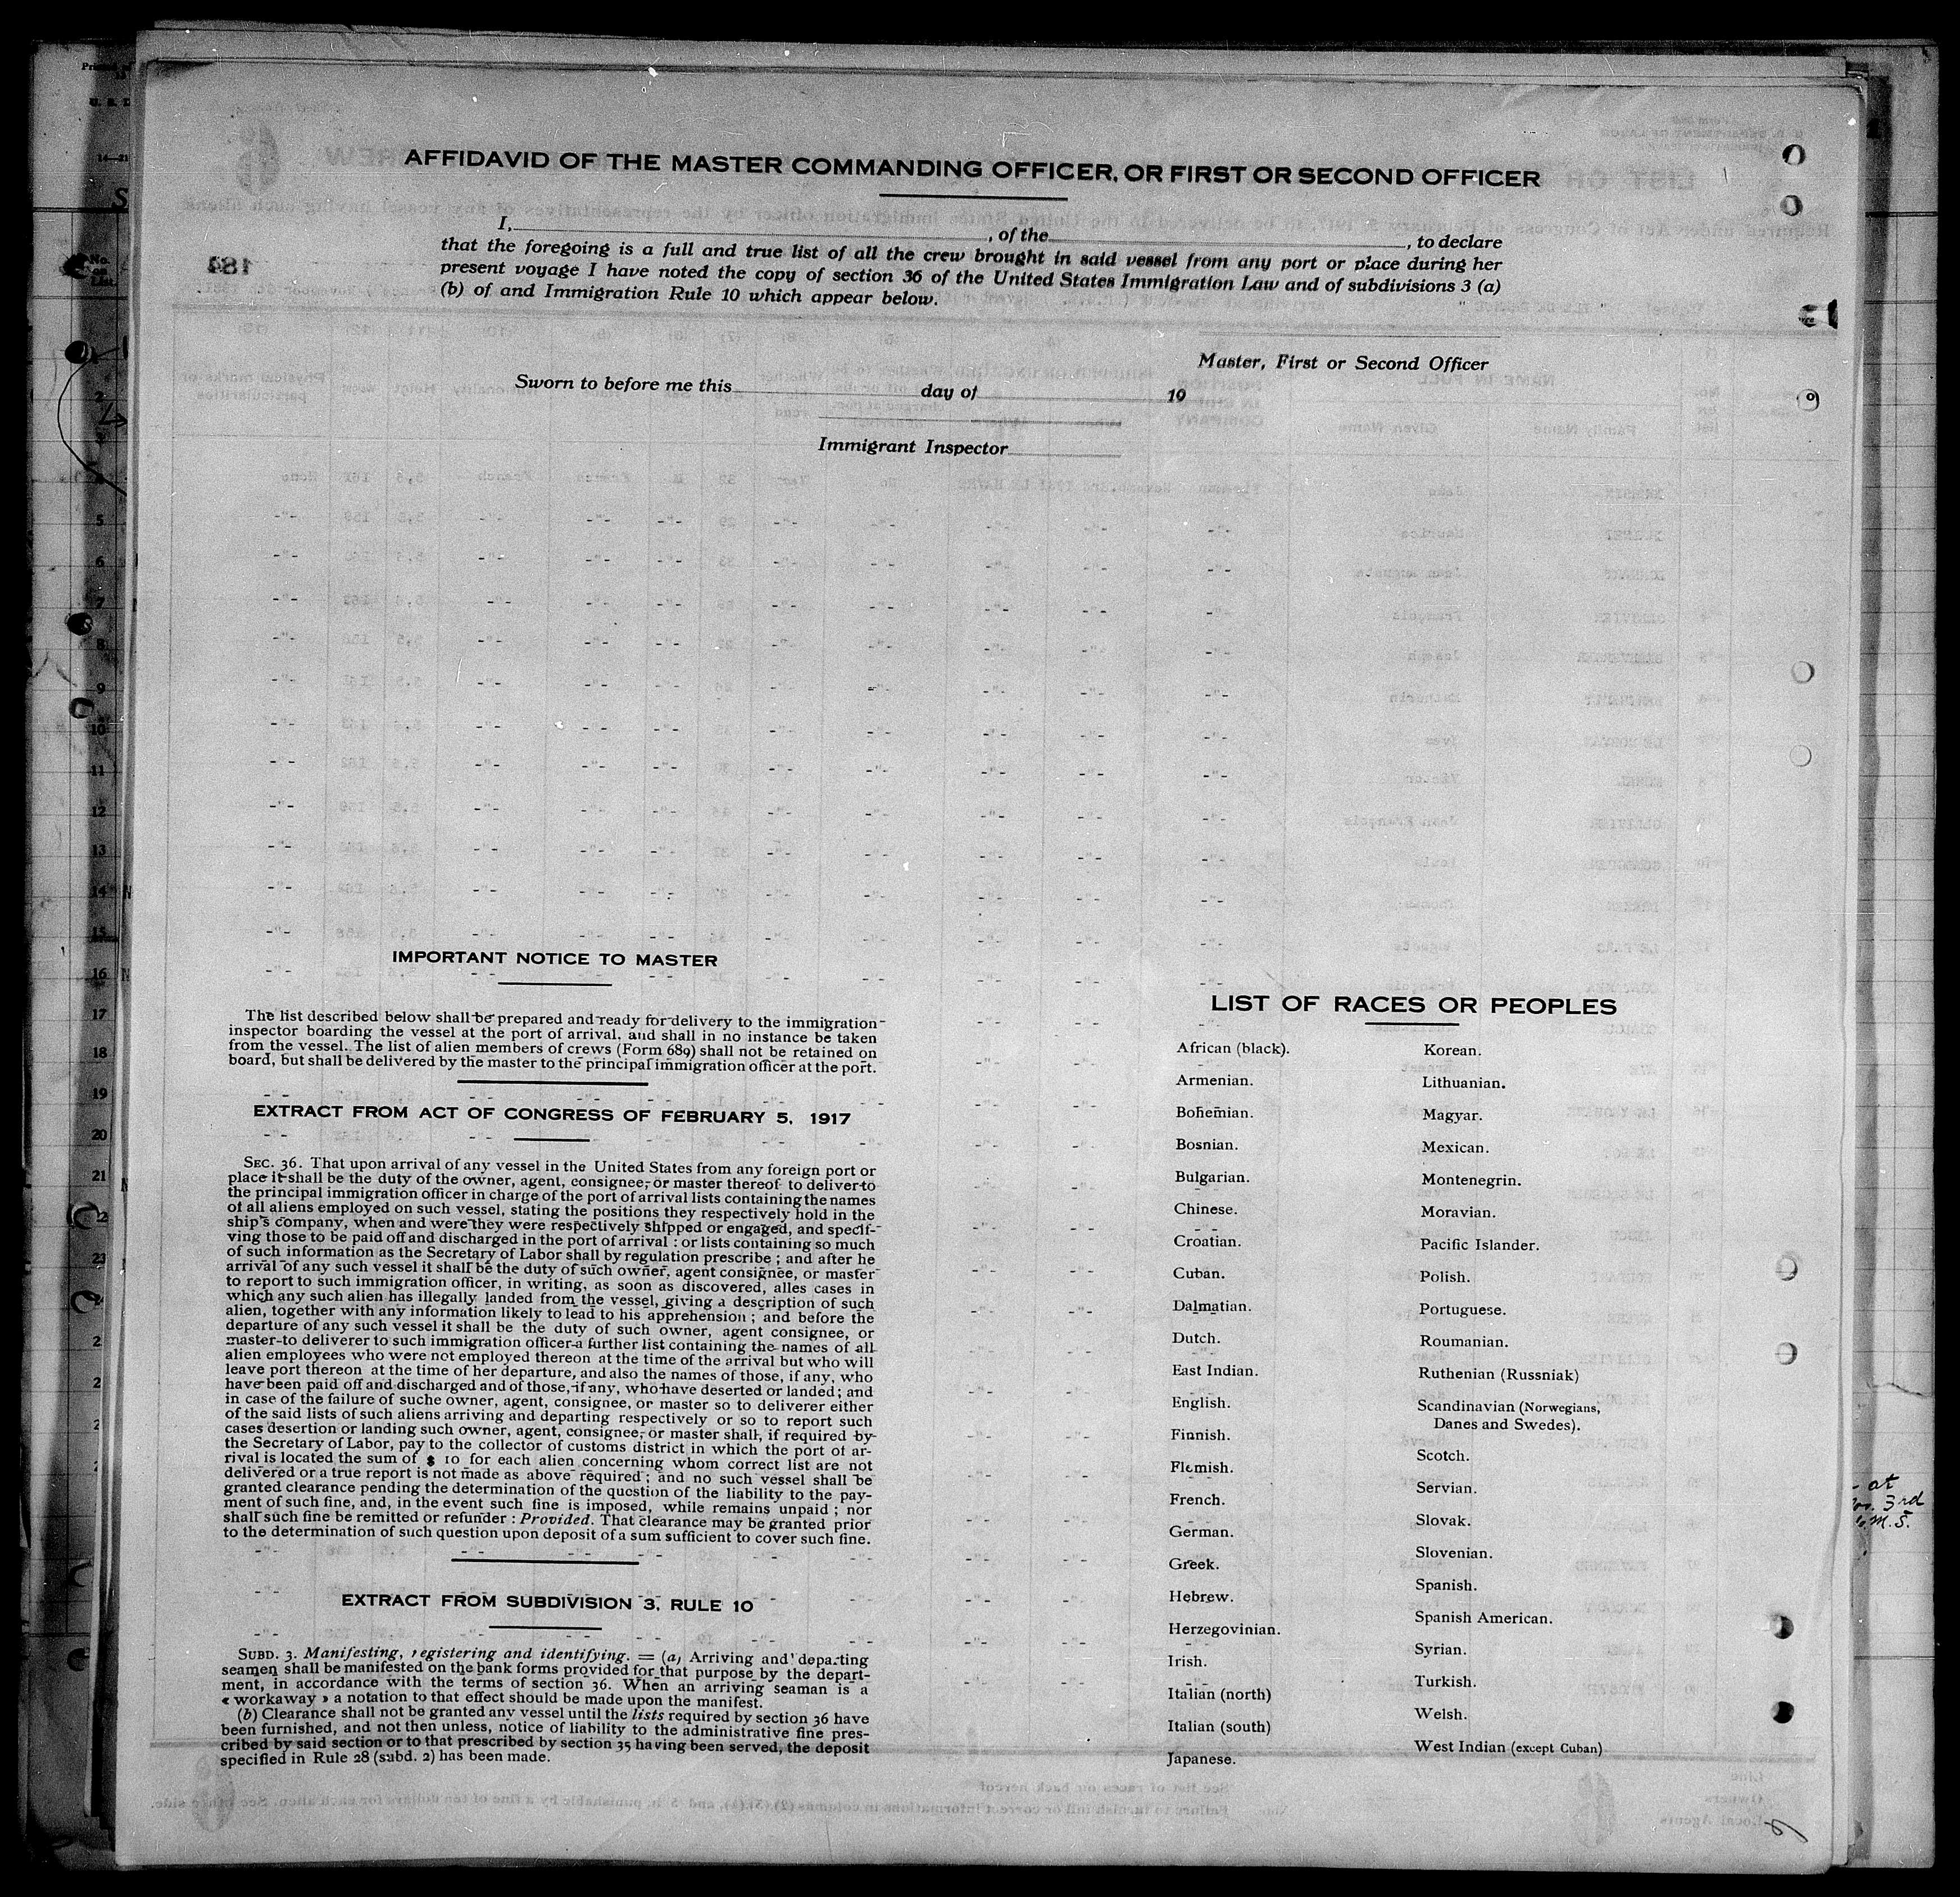 AFFIDAVID OF THE MASTER COMMANDING OFFICER, OR FIRST OR SECOND OFFICER
I, , of the , to declare
that the foregoing is a full and true list of all the crew brought in said vessel from any port or place during her
present voyage I have noted the copy of section 36 of the United States Immigration Law and of subdivisions 3 (a)
(b) of and Immigration Rule 10 which appear below.
Master, First or Second Officer
Sworn to before me this day of 19
Immigrant Inspector
IMPORTANT NOTICE TO MASTER
The list described below shall be prepared and ready for delivery to the immigration
inspector boarding the vessel at the port of arrival, and shall in no instance be taken
from the vessel. The list of alien members of crews (Form 689) shall not be retained on
board, but shall be delivered by the master to the principal immigration officer at the port.
EXTRACT FROM ACT OF CONGRESS OF FEBRUARY 5, 1917
SEC. 36. That upon arrival of any vessel in the United States from any foreign port or
place it shall be the duty of the owner, agent, consignee, or master thereof to deliver to
the principal immigration officer in charge of the port of arrival lists containing the names
of all aliens employed on such vessel, stating the positions they respectively hold in the
ship's company, when and were they were respectively shipped or engaged, and specif-
ving those to be paid off and discharged in the port of arrival : or lists containing so much
of such information as the Secretary of Labor shall by regulation prescribe ; and after he
arrival of any such vessel it shall be the duty of such owner, agent consignee, or master
to report to such immigration officer, in writing, as soon as discovered, alles cases in
which any such alien has illegally landed from the vessel, giving a description of such
alien, together with any information likely to lead to his apprehension ; and before the
departure of any such vessel it shall be the duty of such owner, agent consignee, or
master to deliverer to such immigration officer a further list containing the names of all
alien employees who were not employed thereon at the time of the arrival but who will
leave port thereon at the time of her departure, and also the names of those, if any, who
have been paid off and discharged and of those, if any, who have deserted or landed ; and
in case of the failure of suche owner, agent, consignee, or master so to deliverer either
of the said lists of such aliens arriving and departing respectively or so to report such
cases desertion or landing such owner, agent, consignee, or master shall, if required by
the Secretary of Labor, pay to the collector of customs district in which the port of ar-
rival is located the sum of $ 10 for each alien concerning whom correct list are not
delivered or a true report is not made as above required ; and no such vessel shall be
granted clearance pending the determination of the question of the liability to the pay-
ment of such fine, and, in the event such fine is imposed, while remains unpaid ; nor
shall such fine be remitted or refunder : Provided. That clearance may be granted prior
to the determination of such question upon deposit of a sum sufficient to cover such fine.
EXTRACT FROM SUBDIVISION 3, RULE 10
SUBD. 3. Manifesting, registering and identifying. = (a) Arriving and departing
seamen shall be manifested on the bank forms provided for that purpose by the depart-
ment, in accordance with the terms of section 36. When an arriving seaman is a
« workaway » a notation to that effect should be made upon the manifest.
(b) Clearance shall not be granted any vessel until the lists required by section 36 have
been furnished, and not then unless, notice of liability to the administrative fine pres-
cribed by said section or to that prescribed by section 35 having been served, the deposit
specified in Rule 28 (subd. 2) has been made.
LIST OF RACES OR PEOPLES
African (black).
Armenian.
Bohemian.
Bosnian.
Bulgarian.
Chinese.
Croatian.
Cuban.
Dalmatian.
Dutch.
East Indian.
English.
Finnish.
Flemish.
French.
German.
Greek.
Hebrew.
Herzegovinian.
Irish.
Italian (north)
Italian (south)
Japanese.
Korean.
Lithuanian.
Magyar.
Mexican.
Montenegrin.
Moravian.
Pacific Islander.
Polish.
Portuguese.
Roumanian.
Ruthenian (Russniak)
Scandinavian (Norwegians,
Danes and Swedes).
Scotch.
Servian.
Slovak.
Slovenian.
Spanish.
Spanish American.
Syrian.
Turkish.
Welsh.
West Indian (except Cuban)